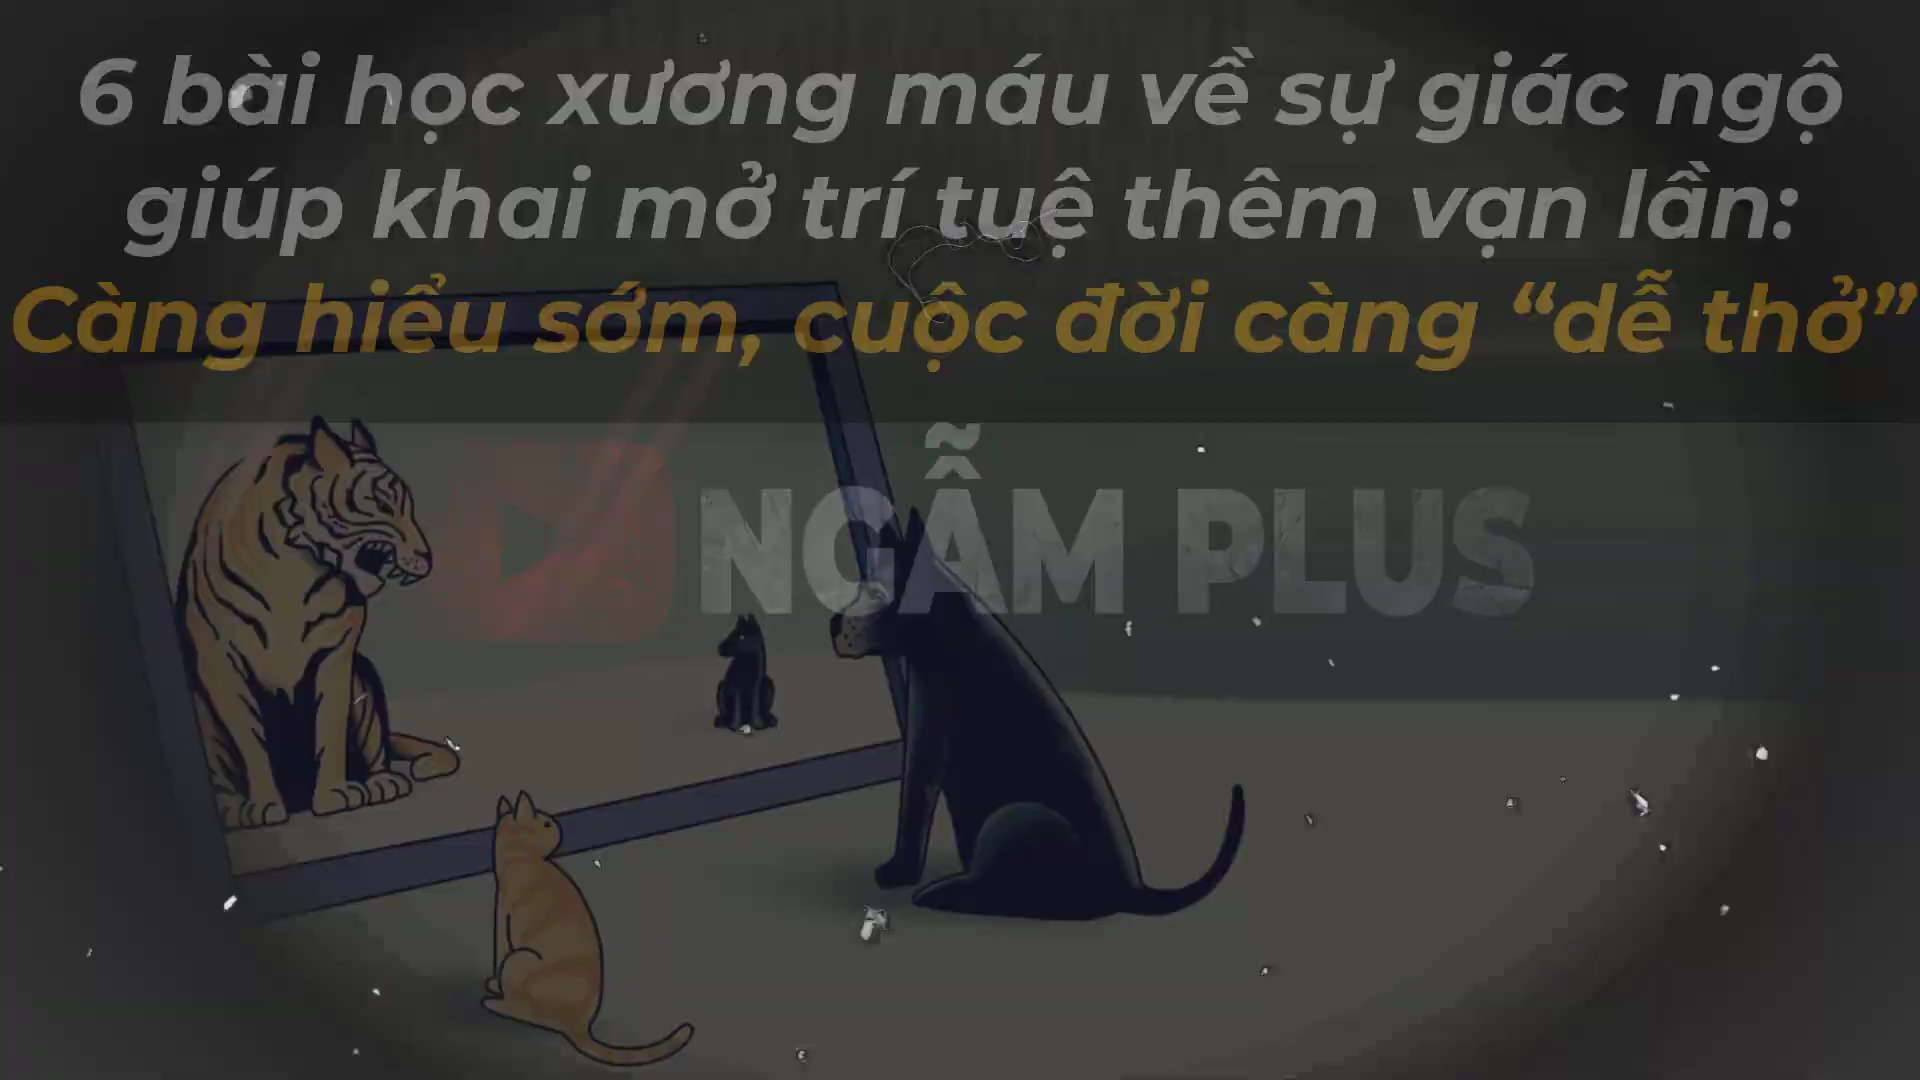 6 bài học xương máu về sự giác ngộ
giúp khai mở trí tuệ thêm vạn lần:
Càng hiểu sớm, cuộc đời càng “dễ thở”
NGẪM PLUS